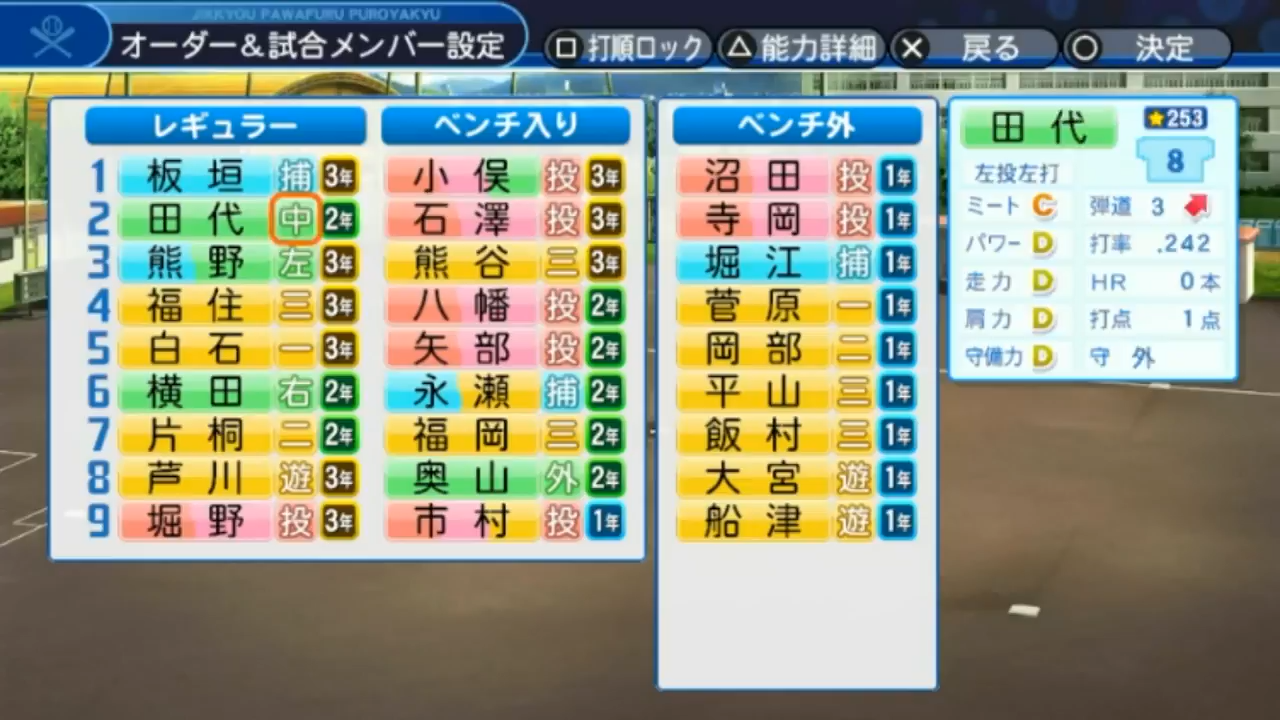 JIKKYOU PAWAFURU PUROYAKYU
オーダー&試合メンバー設定
□打順ロック △能力詳細 × 戻る ○ 決定
レギュラー
1 板垣 捕 3年
2 田代 中 2年
3 熊野 左 3年
4 福住 三 3年
5 白石 一 3年
6 横田 右 2年
7 片桐 二 2年
8 芦川 遊 3年
9 堀野 投 3年
ベンチ入り
小俣 投 3年
石澤 投 3年
熊谷 三 3年
八幡 投 2年
矢部 投 2年
永瀬 捕 2年
福岡 三 2年
奥山 外 2年
市村 投 1年
ベンチ外
沼田 投 1年
寺岡 投 1年
堀江 捕 1年
菅原 一 1年
岡部 二 1年
平山 三 1年
飯村 三 1年
大宮 遊 1年
船津 遊 1年
田代 ★253
8
左投左打
ミート C 弾道 3
パワー D 打率 .242
走力 D HR 0本
肩力 D 打点 1点
守備力 D 守 外